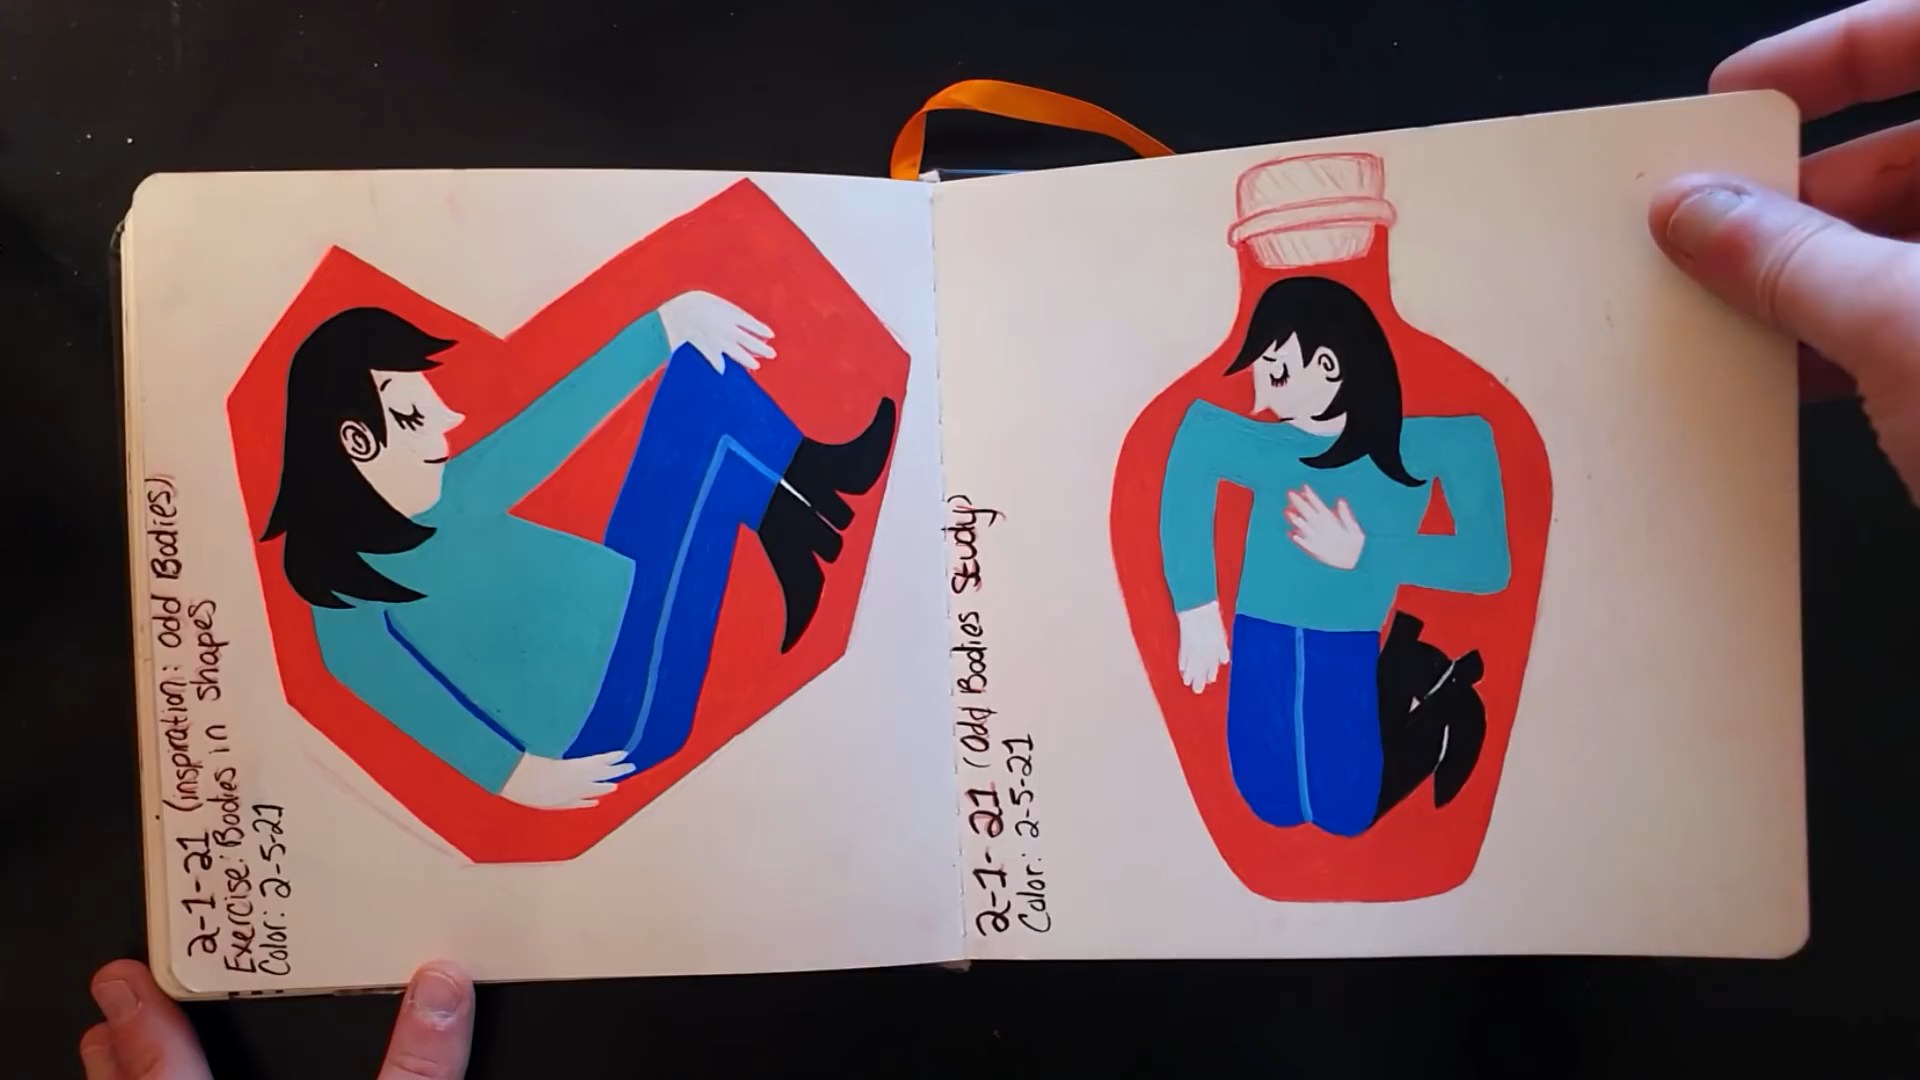 2-1-21 (inspiration: odd Bodies)
Exercise: Bodies in shapes
Color: 2-5-21
2-1-21 (Odd Bodies Study)
Color: 2-5-21